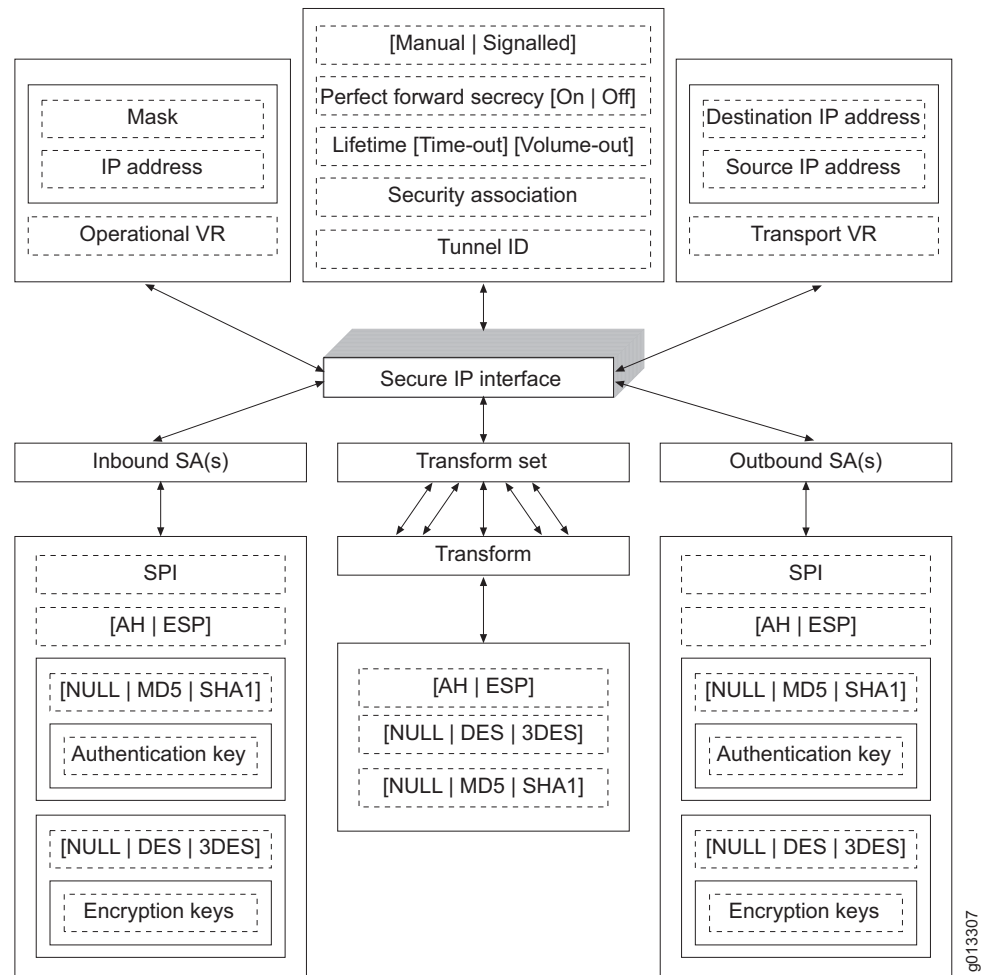 [Manual | Signalled]
Perfect forward secrecy [On | Off]
Lifetime [Time-out] [Volume-out]
Security association
Tunnel ID
Mask
IP address
Operational VR
Destination IP address
Source IP address
Transport VR
Secure IP interface
Inbound SA(s)
Transform set
Outbound SA(s)
Transform
SPI
[AH | ESP]
[NULL | MD5 | SHA1]
Authentication key
[NULL | DES | 3DES]
Encryption keys
[AH | ESP]
[NULL | DES | 3DES]
[NULL | MD5 | SHA1]
SPI
[AH | ESP]
[NULL | MD5 | SHA1]
Authentication key
[NULL | DES | 3DES]
Encryption keys
g013307